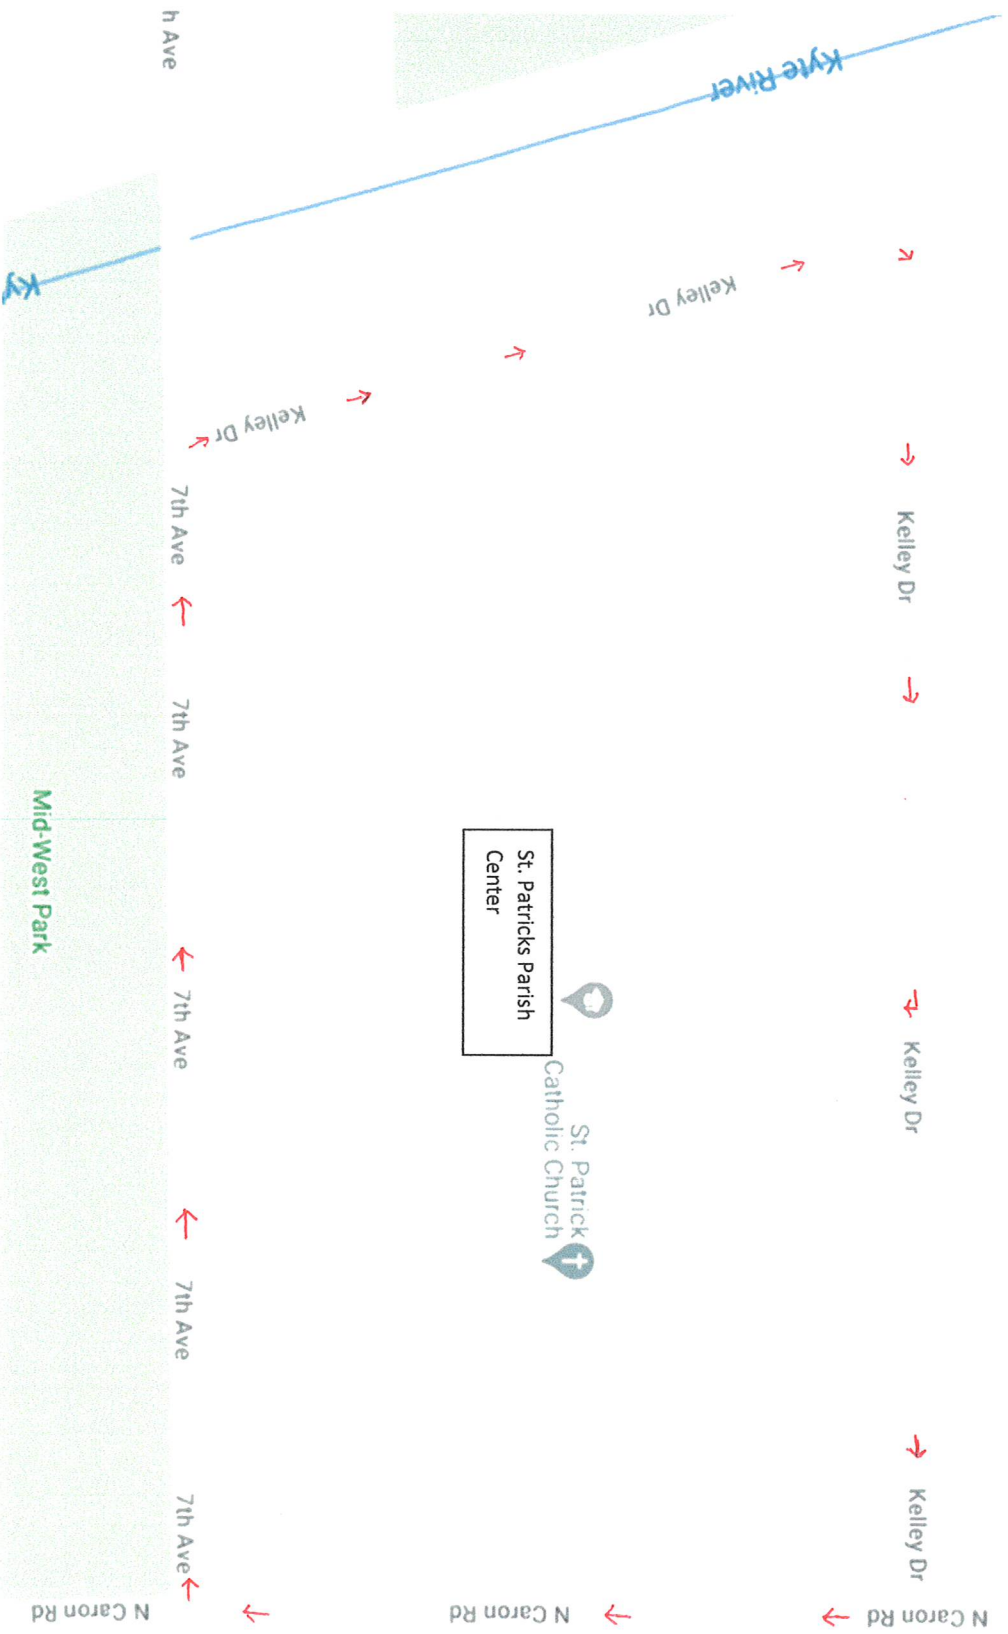 Kelley Dr
Kelley Dr
Kelley Dr
N Caron Rd
Kyte River
Kelley Dr
St. Patrick
Catholic Church
St. Patricks Parish
Center
N Caron Rd
Kelley Dr
h Ave
7th Ave
7th Ave
7th Ave
7th Ave
7th Ave
N Caron Rd
Mid-West Park
Ky